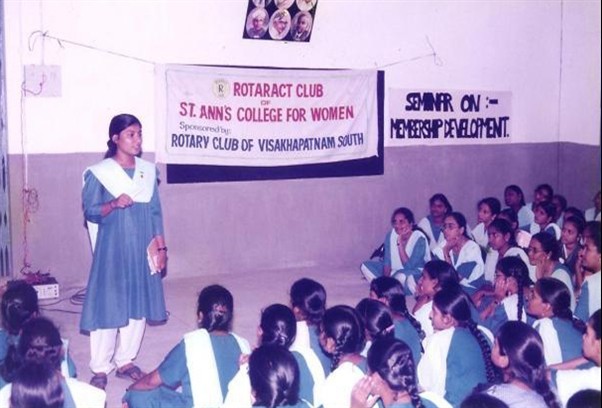 ROTARACT CLUB
OF
ST. ANN'S COLLEGE FOR WOMEN
Sponsored by:
ROTARY CLUB OF VISAKHAPATNAM SOUTH
SEMINAR ON :-
MEMBERSHIP DEVELOPMENT.